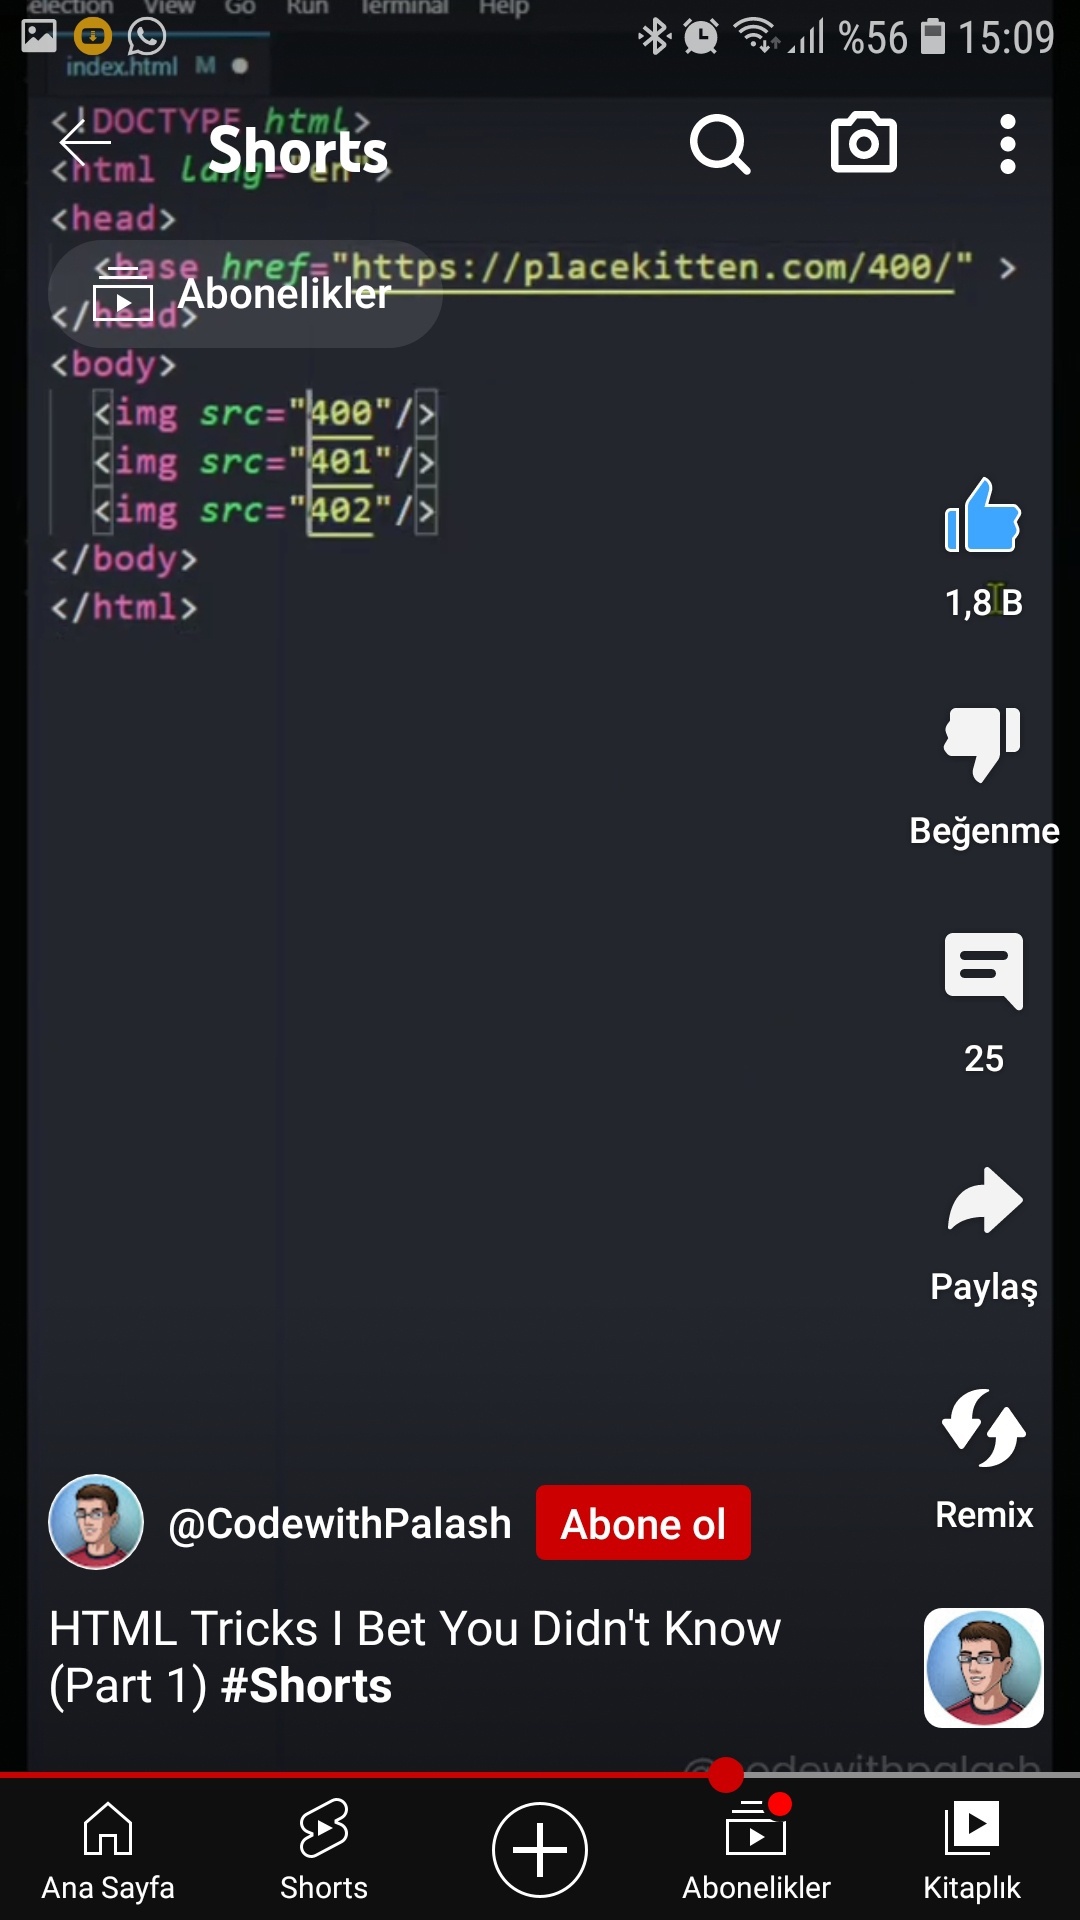 election View Go Run Terminal Help
%56 15:09
index.html M
<!DOCTYPE html>
Shorts
<html lang="en">
<head>
<base href="https://placekitten.com/400/" >
Abonelikler
</head>
<body>
<img src="400"/>
<img src="401"/>
<img src="402"/>
</body>
</html>
1,8 B
Beğenme
25
Paylaş
Remix
@CodewithPalash Abone ol
HTML Tricks I Bet You Didn't Know
(Part 1) #Shorts
@codewithpalash
Ana Sayfa Shorts Abonelikler Kitaplık